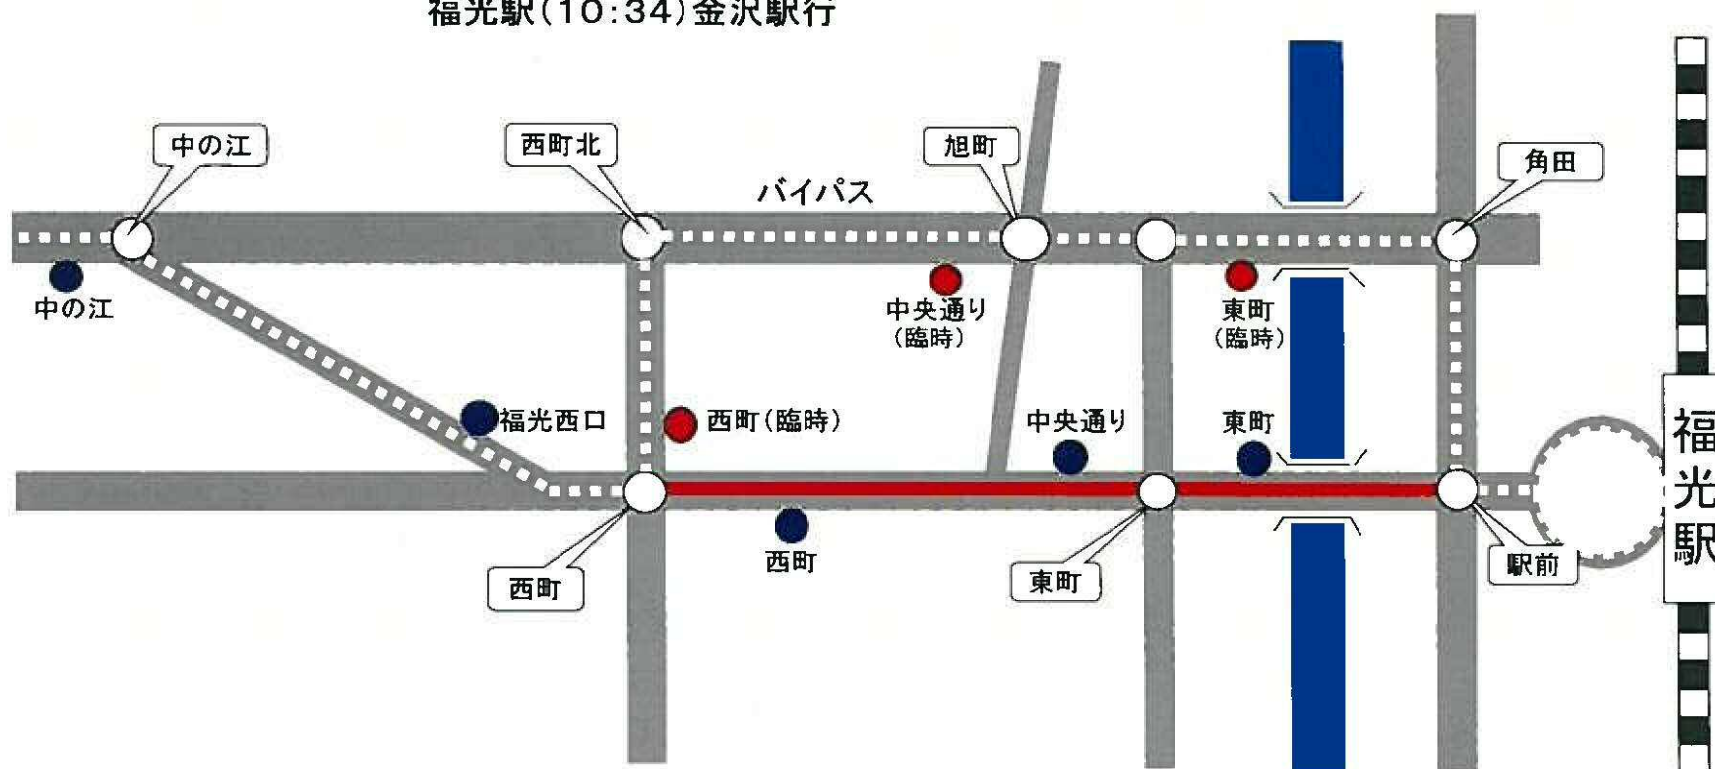 福光駅(10:34)金沢駅行
中の江
西町北
旭町
角田
バイパス
中の江
中央通り
(臨時)
東町
(臨時)
福光西口
西町(臨時)
中央通り
東町
福光駅
西町
西町
東町
駅前